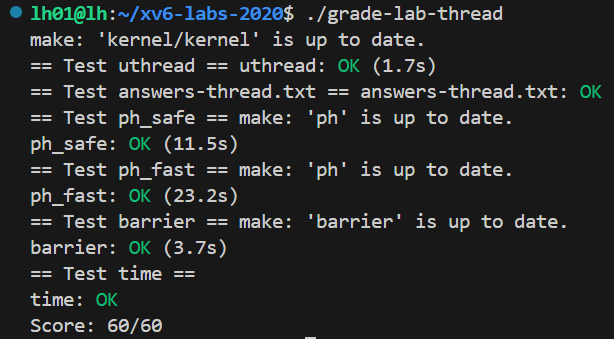 lh01@lh:~/xv6-labs-2020$ ./grade-lab-thread
make: 'kernel/kernel' is up to date.
== Test uthread == uthread: OK (1.7s)
== Test answers-thread.txt == answers-thread.txt: OK
== Test ph_safe == make: 'ph' is up to date.
ph_safe: OK (11.5s)
== Test ph_fast == make: 'ph' is up to date.
ph_fast: OK (23.2s)
== Test barrier == make: 'barrier' is up to date.
barrier: OK (3.7s)
== Test time ==
time: OK
Score: 60/60